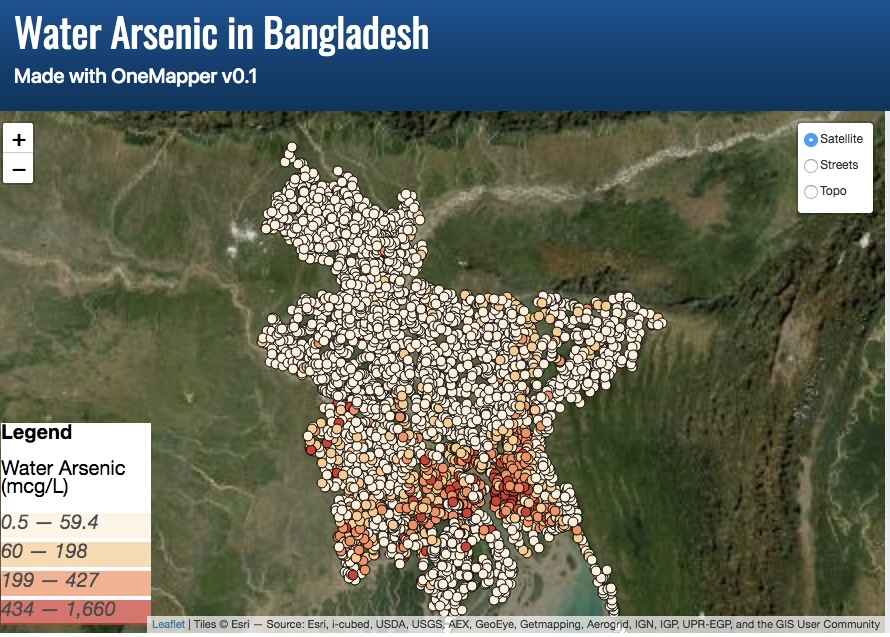 Water Arsenic in Bangladesh
Made with OneMapper v0.1
+
−
Satellite
Streets
Topo
Legend
Water Arsenic
(mcg/L)
0.5 — 59.4
60 — 198
199 — 427
434 — 1,660
Leaflet | Tiles © Esri — Source: Esri, i-cubed, USDA, USGS, AEX, GeoEye, Getmapping, Aerogrid, IGN, IGP, UPR-EGP, and the GIS User Community